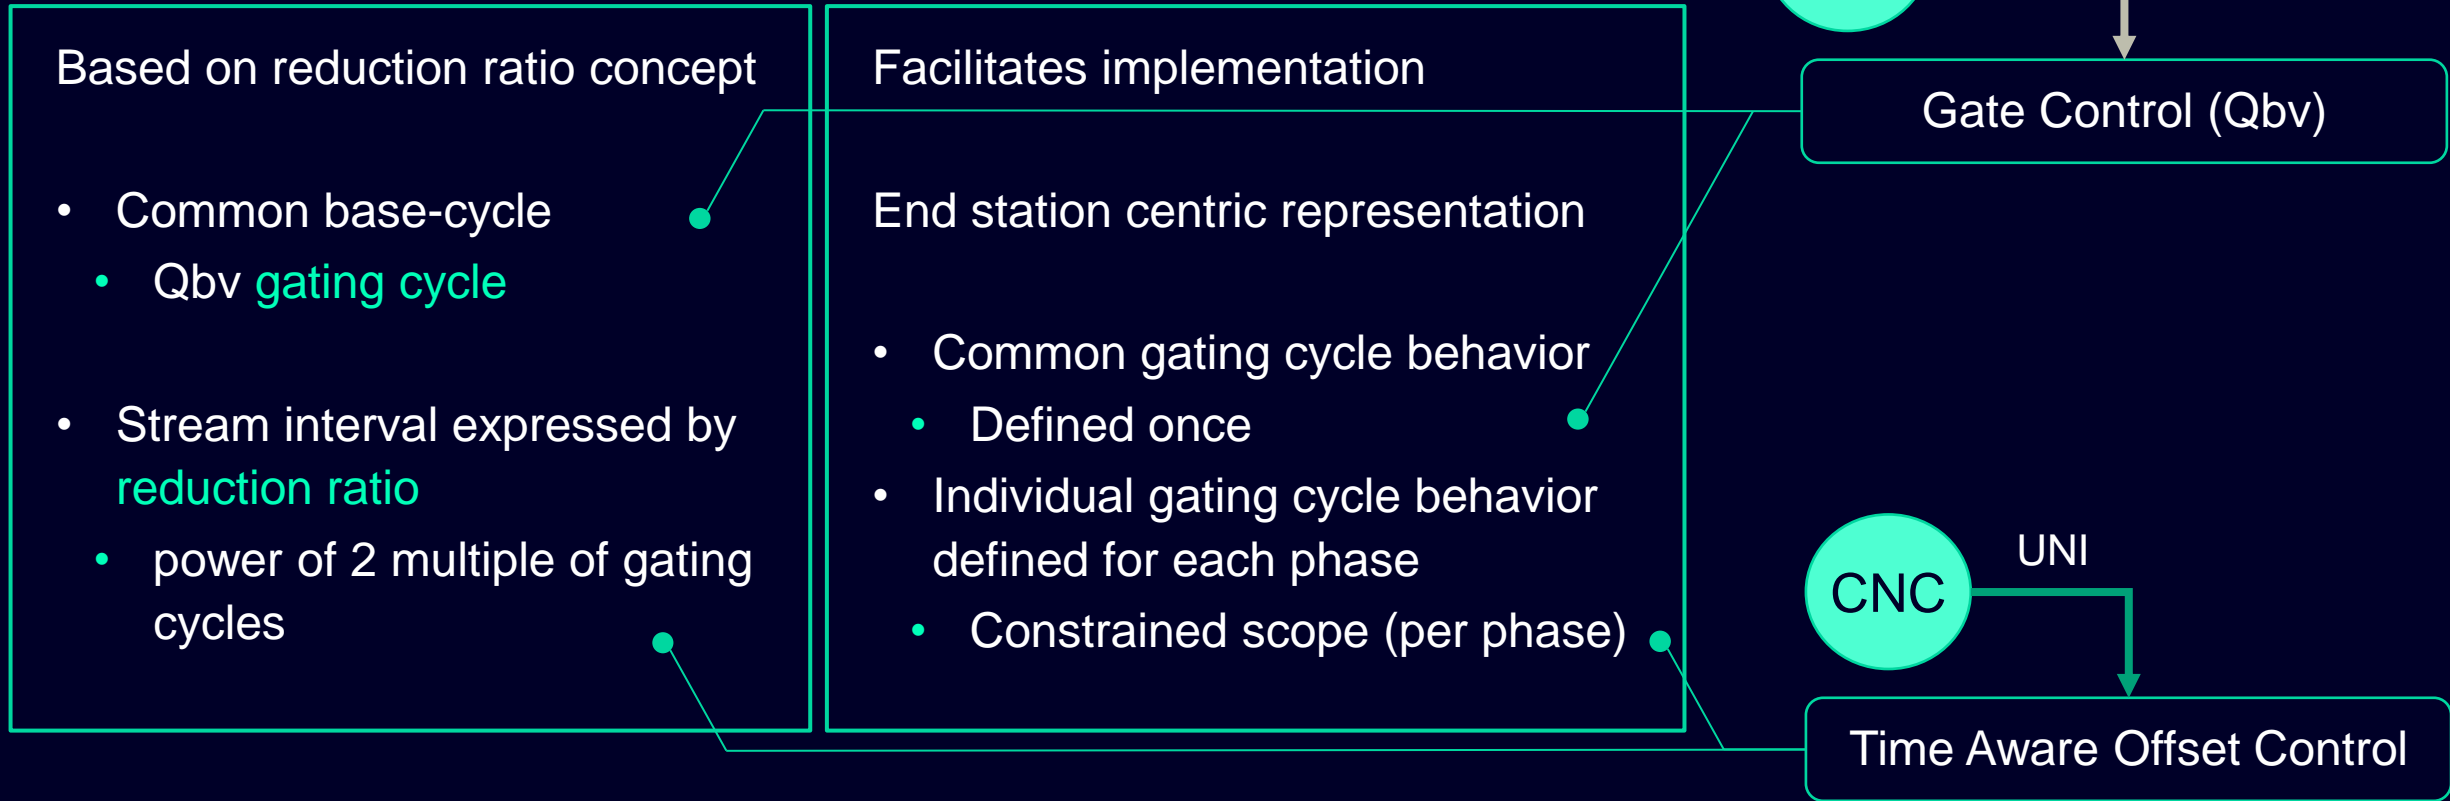 Based on reduction ratio concept
• Common base-cycle
• Qbv gating cycle
• Stream interval expressed by
reduction ratio
• power of 2 multiple of gating
cycles
Facilitates implementation
End station centric representation
• Common gating cycle behavior
• Defined once
• Individual gating cycle behavior
defined for each phase
• Constrained scope (per phase)
Gate Control (Qbv)
CNC
UNI
Time Aware Offset Control